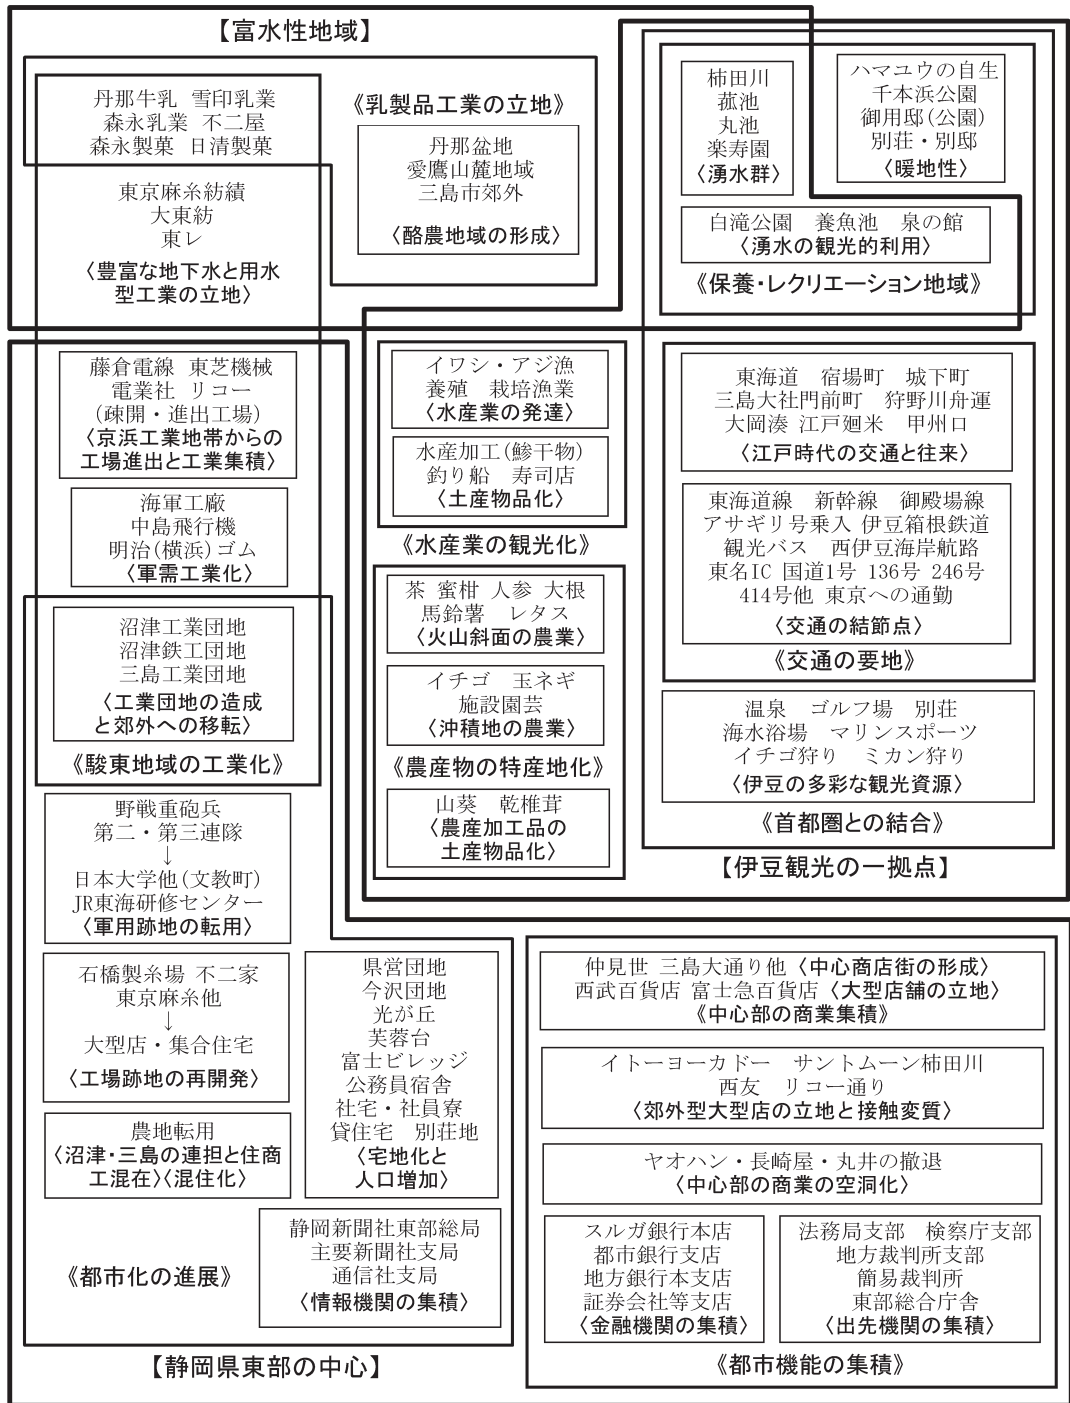 【富水性地域】
丹那牛乳 雪印乳業
森永乳業 不二屋
森永製菓 日清製菓
《乳製品工業の立地》
丹那盆地
愛鷹山麓地域
三島市郊外
〈酪農地域の形成〉
東京麻糸紡績
大東紡
東レ
〈豊富な地下水と用水
型工業の立地〉
柿田川
菰池
丸池
楽寿園
〈湧水群〉
ハマユウの自生
千本浜公園
御用邸(公園)
別荘・別邸
〈暖地性〉
白滝公園 養魚池 泉の館
〈湧水の観光的利用〉
《保養・レクリエーション地域》
藤倉電線 東芝機械
電業社 リコー
(疎開・進出工場)
〈京浜工業地帯からの
工場進出と工業集積〉
海軍工廠
中島飛行機
明治(横浜)ゴム
〈軍需工業化〉
沼津工業団地
沼津鉄工団地
三島工業団地
〈工業団地の造成
と郊外への移転〉
《駿東地域の工業化》
イワシ・アジ漁
養殖 栽培漁業
〈水産業の発達〉
水産加工(鯵干物)
釣り船 寿司店
〈土産物品化〉
《水産業の観光化》
茶 蜜柑 人参 大根
馬鈴薯 レタス
〈火山斜面の農業〉
イチゴ 玉ネギ
施設園芸
〈沖積地の農業〉
《農産物の特産地化》
山葵 乾椎茸
〈農産加工品の
土産物品化〉
東海道 宿場町 城下町
三島大社門前町 狩野川舟運
大岡湊 江戸廻米 甲州口
〈江戸時代の交通と往来〉
東海道線 新幹線 御殿場線
アサギリ号乗入 伊豆箱根鉄道
観光バス 西伊豆海岸航路
東名IC 国道1号 136号 246号
414号他 東京への通勤
〈交通の結節点〉
《交通の要地》
温泉 ゴルフ場 別荘
海水浴場 マリンスポーツ
イチゴ狩り ミカン狩り
〈伊豆の多彩な観光資源〉
《首都圏との結合》
【伊豆観光の一拠点】
野戦重砲兵
第二・第三連隊
↓
日本大学他(文教町)
JR東海研修センター
〈軍用跡地の転用〉
石橋製糸場 不二家
東京麻糸他
↓
大型店・集合住宅
〈工場跡地の再開発〉
農地転用
〈沼津・三島の連担と住商
工混在〉〈混住化〉
県営団地
今沢団地
光が丘
芙蓉台
富士ビレッジ
公務員宿舎
社宅・社員寮
貸住宅 別荘地
〈宅地化と
人口増加〉
静岡新聞社東部総局
主要新聞社支局
通信社支局
〈情報機関の集積〉
《都市化の進展》
【静岡県東部の中心】
仲見世 三島大通り他〈中心商店街の形成〉
西武百貨店 富士急百貨店〈大型店舗の立地〉
《中心部の商業集積》
イトーヨーカドー サントムーン柿田川
西友 リコー通り
〈郊外型大型店の立地と接触変質〉
ヤオハン・長崎屋・丸井の撤退
〈中心部の商業の空洞化〉
スルガ銀行本店
都市銀行支店
地方銀行本支店
証券会社等支店
〈金融機関の集積〉
法務局支部 検察庁支部
地方裁判所支部
簡易裁判所
東部総合庁舎
〈出先機関の集積〉
《都市機能の集積》